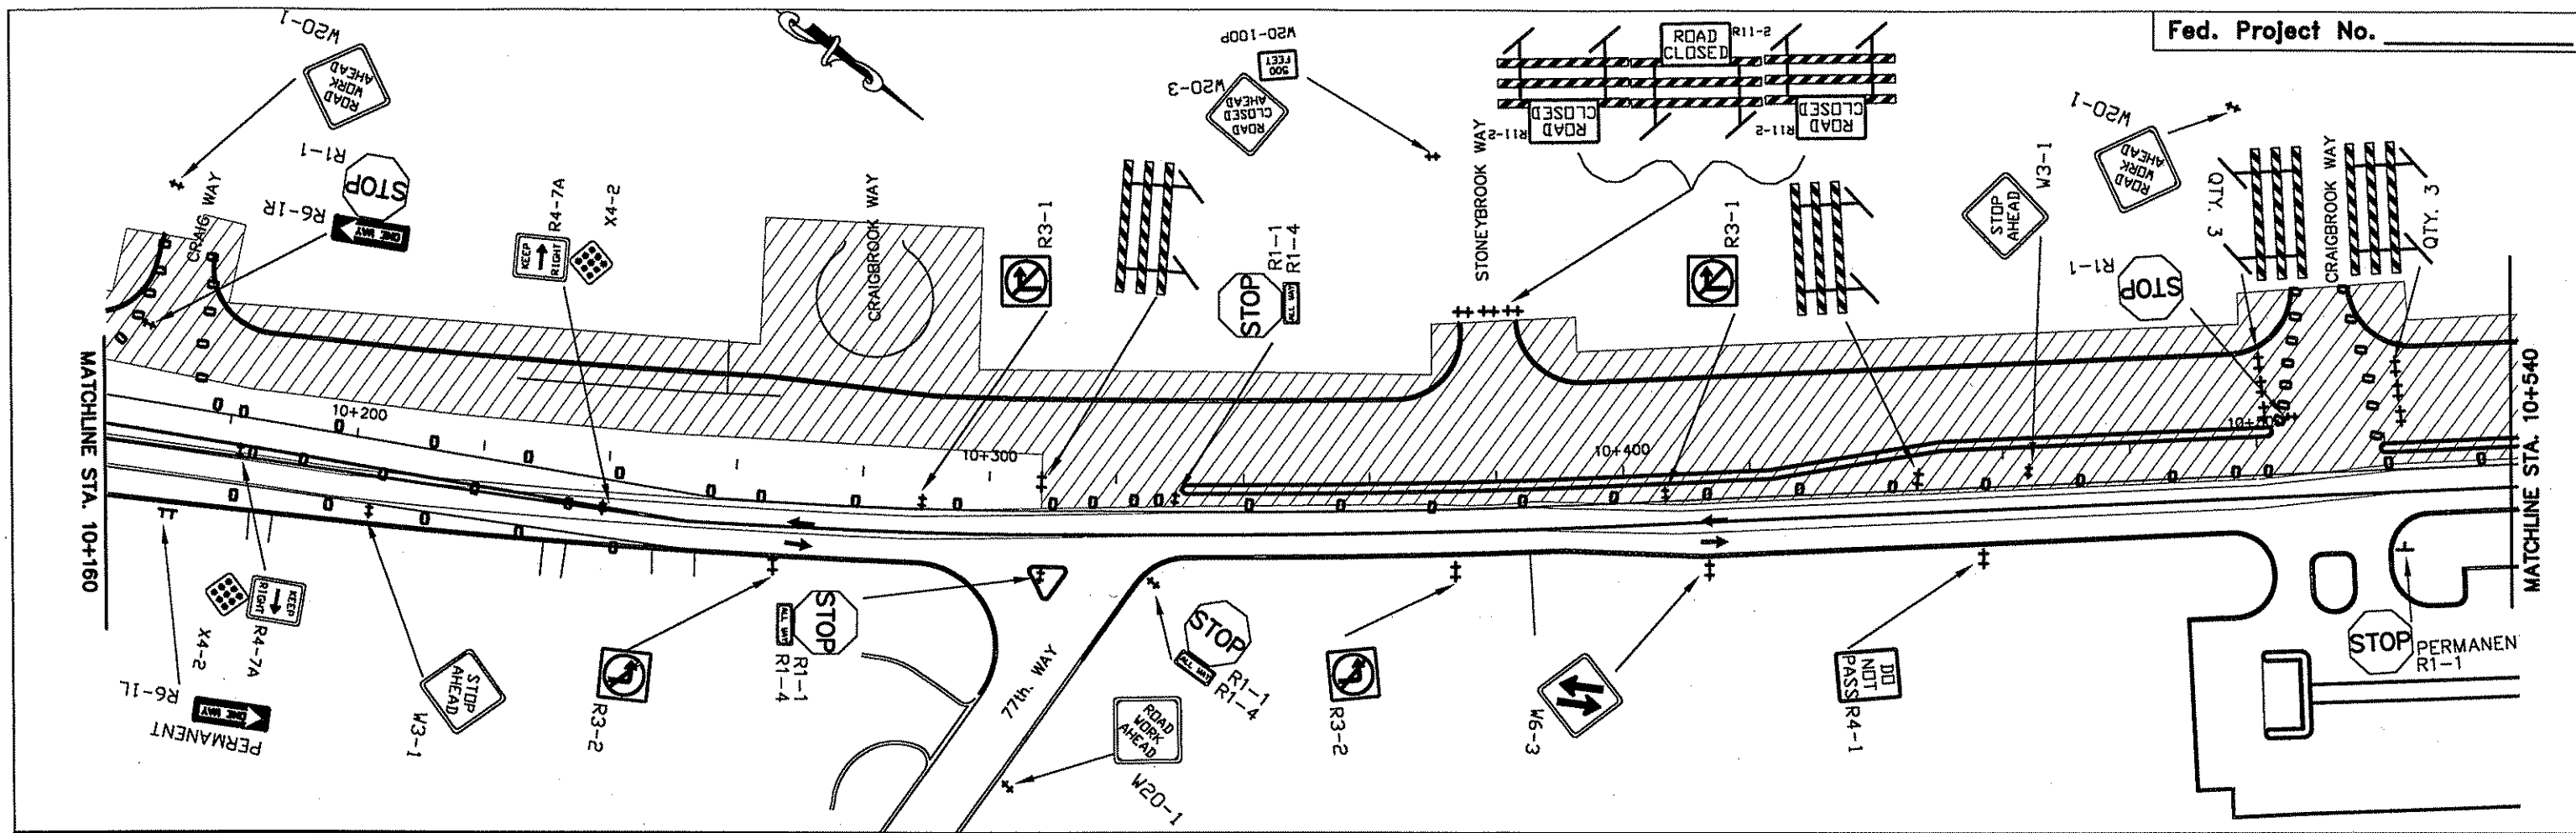 Fed. Project No.
W20-1
ROAD
WORK
AHEAD
R1-1
STOP
R6-1R
ONE WAY
CRAIG WAY
KEEP
RIGHT
R4-7A
X4-2
CRAIGBROOK WAY
R3-1
W20-100P
500
FEET
W20-3
ROAD
CLOSED
AHEAD
STOP
ALL WAY
R1-1
R1-4
STONEYBROOK WAY
ROAD
CLOSED
R11-2
ROAD
CLOSED
R11-2
ROAD
CLOSED
R11-2
R3-1
STOP
AHEAD
W3-1
W20-1
ROAD
WORK
AHEAD
R1-1
STOP
QTY. 3
CRAIGBROOK WAY
QTY. 3
MATCHLINE STA. 10+160
10+200
10+300
10+400
MATCHLINE STA. 10+540
KEEP
RIGHT
X4-2
R4-7A
R6-1L
ONE WAY
PERMANENT
STOP
AHEAD
W3-1
R3-2
STOP
ALL WAY
R1-1
R1-4
77th. WAY
STOP
ALL WAY
R1-1
R1-4
ROAD
WORK
AHEAD
W20-1
R3-2
W6-3
DO
NOT
PASS
R4-1
STOP
PERMANEN
R1-1